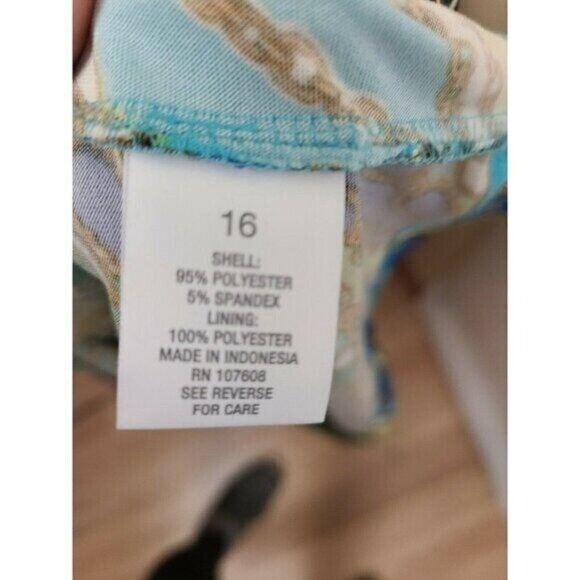 16
SHELL:
95% POLYESTER
5% SPANDEX
LINING:
100% POLYESTER
MADE IN INDONESIA
RN 107608
SEE REVERSE
FOR CARE